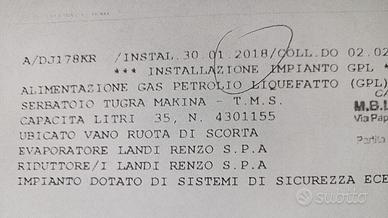 A/DJ178KR /INSTAL.30.01.2018/COLL.DO 02.02
*** INSTALLAZIONE IMPIANTO GPL *
ALIMENTAZIONE GAS PETROLIO LIQUEFATTO (GPL)
SERBATOIO TUGRA MAKINA - T.M.S.
CAPACITA LITRI 35, N. 4301155
UBICATO VANO RUOTA DI SCORTA
EVAPORATORE LANDI RENZO S.P.A
RIDUTTORE/I LANDI RENZO S.P.A
IMPIANTO DOTATO DI SISTEMI DI SICUREZZA ECE
C/
M.B.I
Via Pap
Partita
subito